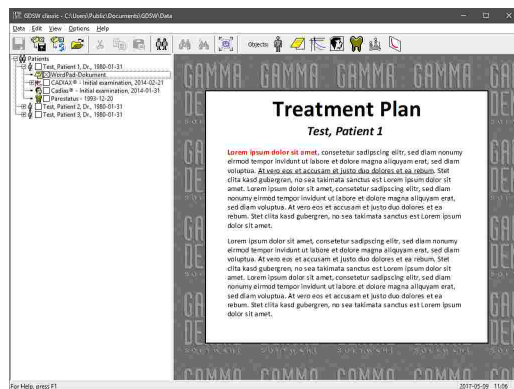 GDSW classic - C:\Users\Public\Documents\GDSW\Data
Data Edit View Options Help
Objects:
Patients
Test, Patient 1, Dr., 1980-01-31
WordPad-Dokument
CADIAX® - Initial examination, 2014-02-21
Cadias® - Initial examination, 2014-01-31
Parostatus - 1993-12-20
Test, Patient 2, Dr., 1980-01-31
Test, Patient 3, Dr., 1980-01-31
Treatment Plan
Test, Patient 1
Lorem ipsum dolor sit amet, consetetur sadipscing elitr, sed diam nonumy
eirmod tempor invidunt ut labore et dolore magna aliquyam erat, sed diam
voluptua. At vero eos et accusam et justo duo dolores et ea rebum. Stet
clita kasd gubergren, no sea takimata sanctus est Lorem ipsum dolor sit
amet. Lorem ipsum dolor sit amet, consetetur sadipscing elitr, sed diam
nonumy eirmod tempor invidunt ut labore et dolore magna aliquyam erat,
sed diam voluptua. At vero eos et accusam et justo duo dolores et ea
rebum. Stet clita kasd gubergren, no sea takimata sanctus est Lorem ipsum
dolor sit amet.
Lorem ipsum dolor sit amet, consetetur sadipscing elitr, sed diam nonumy
eirmod tempor invidunt ut labore et dolore magna aliquyam erat, sed diam
voluptua. At vero eos et accusam et justo duo dolores et ea rebum. Stet
clita kasd gubergren, no sea takimata sanctus est Lorem ipsum dolor sit
amet. Lorem ipsum dolor sit amet, consetetur sadipscing elitr, sed diam
nonumy eirmod tempor invidunt ut labore et dolore magna aliquyam erat,
sed diam voluptua. At vero eos et accusam et justo duo dolores et ea
rebum. Stet clita kasd gubergren, no sea takimata sanctus est Lorem ipsum
dolor sit amet.
GAMMA GAMMA GAMMA GAMMA
For Help, press F1
2017-05-09 11:06